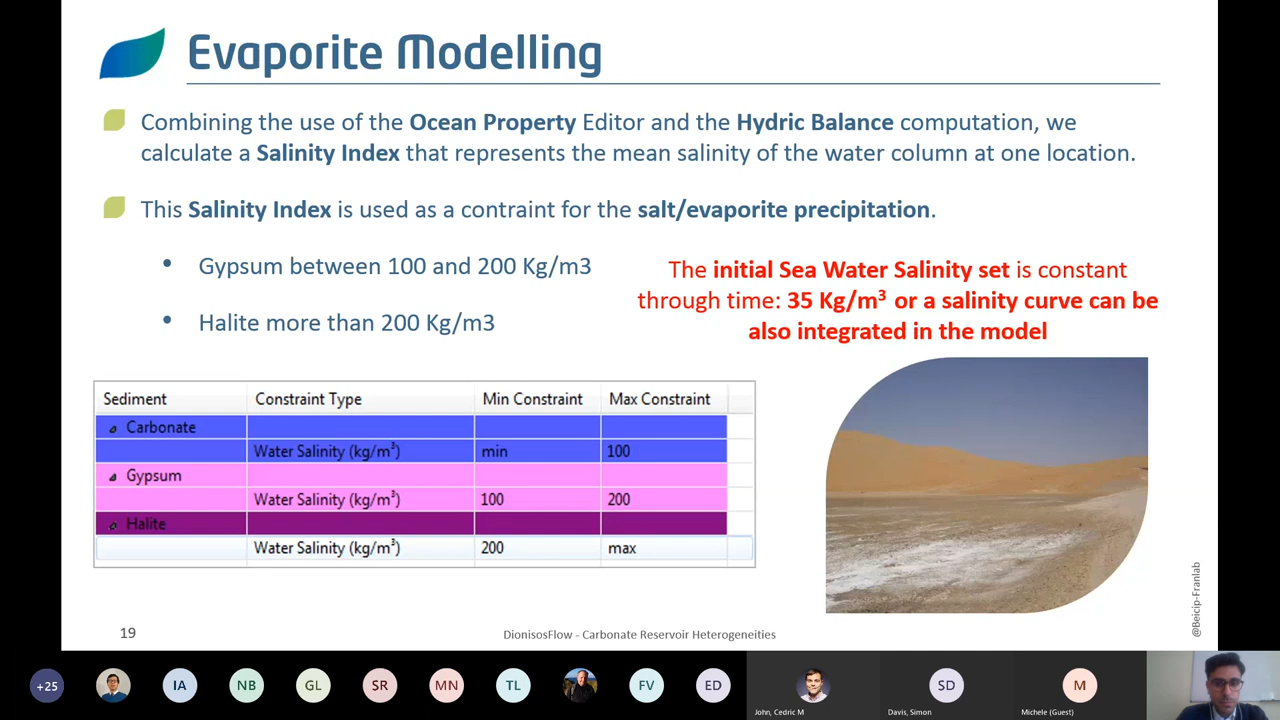 Evaporite Modelling
Combining the use of the Ocean Property Editor and the Hydric Balance computation, we
calculate a Salinity Index that represents the mean salinity of the water column at one location.
This Salinity Index is used as a contraint for the salt/evaporite precipitation.
• Gypsum between 100 and 200 Kg/m3
• Halite more than 200 Kg/m3
The initial Sea Water Salinity set is constant
through time: 35 Kg/m³ or a salinity curve can be
also integrated in the model
Sediment Constraint Type Min Constraint Max Constraint
Carbonate
Water Salinity (kg/m³) min 100
Gypsum
Water Salinity (kg/m³) 100 200
Halite
Water Salinity (kg/m³) 200 max
@Beicip-Franlab
19 DionisosFlow - Carbonate Reservoir Heterogeneities
+25 IA NB GL SR MN TL FV ED SD M
John, Cedric M Davis, Simon Michele (Guest)